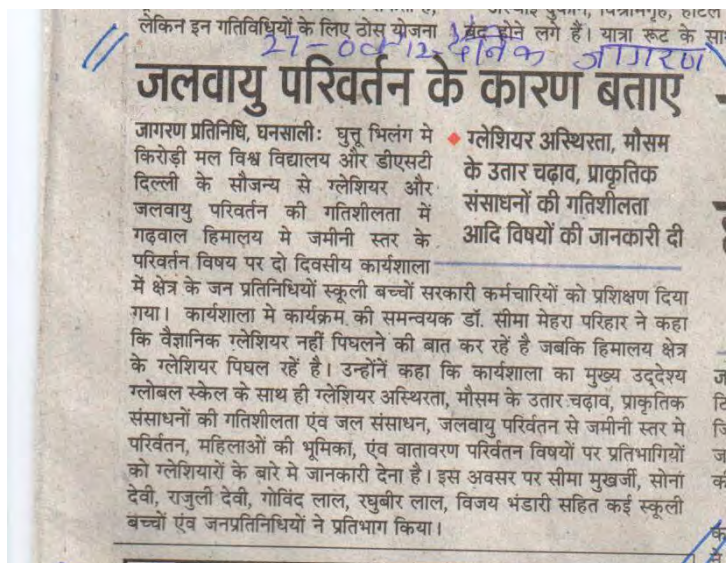 लेकिन इन गतिविधियों के लिए ठोस योजना
बंद होने लगे हैं। यात्रा रूट के
27-Oct 12 दैनिक जागरण
जलवायु परिवर्तन के कारण बताए
जागरण प्रतिनिधि, घनसाली: घुत्तू भिलंग मे
किरोड़ी मल विश्व विद्यालय और डीएसटी
दिल्ली के सौजन्य से ग्लेशियर और
जलवायु परिवर्तन की गतिशीलता में
गढ़वाल हिमालय मे जमीनी स्तर के
परिवर्तन विषय पर दो दिवसीय कार्यशाला
ग्लेशियर अस्थिरता, मौसम
के उतार चढ़ाव, प्राकृतिक
संसाधनों की गतिशीलता
आदि विषयों की जानकारी दी
में क्षेत्र के जन प्रतिनिधियों स्कूली बच्चों सरकारी कर्मचारियों को प्रशिक्षण दिया
गया। कार्यशाला मे कार्यक्रम की समन्वयक डॉ. सीमा मेहरा परिहार ने कहा
कि वैज्ञानिक ग्लेशियर नहीं पिघलने की बात कर रहें है जबकि हिमालय क्षेत्र
के ग्लेशियर पिघल रहें है। उन्होंनें कहा कि कार्यशाला का मुख्य उद्देश्य
ग्लोबल स्केल के साथ ही ग्लेशियर अस्थिरता, मौसम के उतार चढ़ाव, प्राकृतिक
संसाधनों की गतिशीलता एंव जल संसाधन, जलवायु परिवर्तन से जमीनी स्तर मे
परिर्वतन, महिलाओं की भूमिका, एंव वातावरण परिर्वतन विषयों पर प्रतिभागियों
को ग्लेशियारों के बारे मे जानकारी देना है। इस अवसर पर सीमा मुखर्जी, सोनां
देवी, राजुली देवी, गोविंद लाल, रघुबीर लाल, विजय भंडारी सहित कई स्कूली
बच्चों एंव जनप्रतिनिधियों ने प्रतिभाग किया।